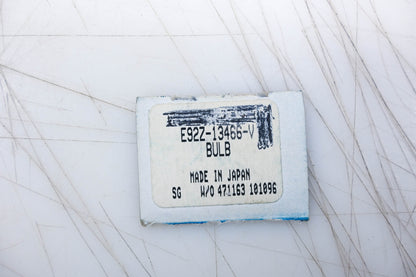 E92Z-13466-V
BULB
MADE IN JAPAN
SG W/O 471163 101096